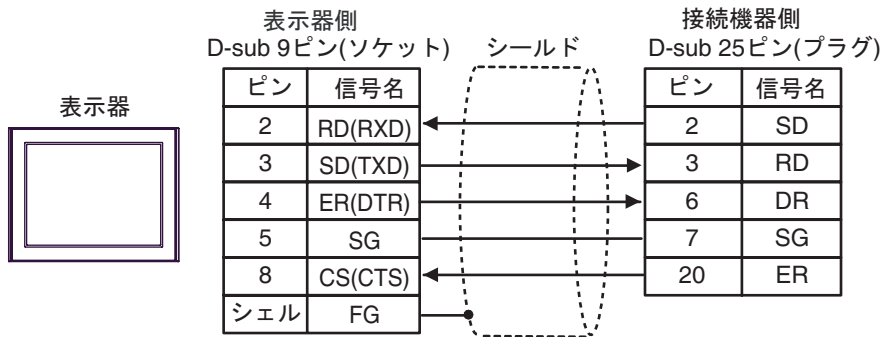 表示器側
D-sub 9ピン(ソケット)
シールド
接続機器側
D-sub 25ピン(プラグ)
表示器
ピン 信号名
2 RD(RXD)
3 SD(TXD)
4 ER(DTR)
5 SG
8 CS(CTS)
シェル FG
ピン 信号名
2 SD
3 RD
6 DR
7 SG
20 ER